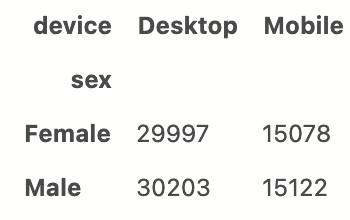 device Desktop Mobile
sex
Female 29997 15078
Male 30203 15122